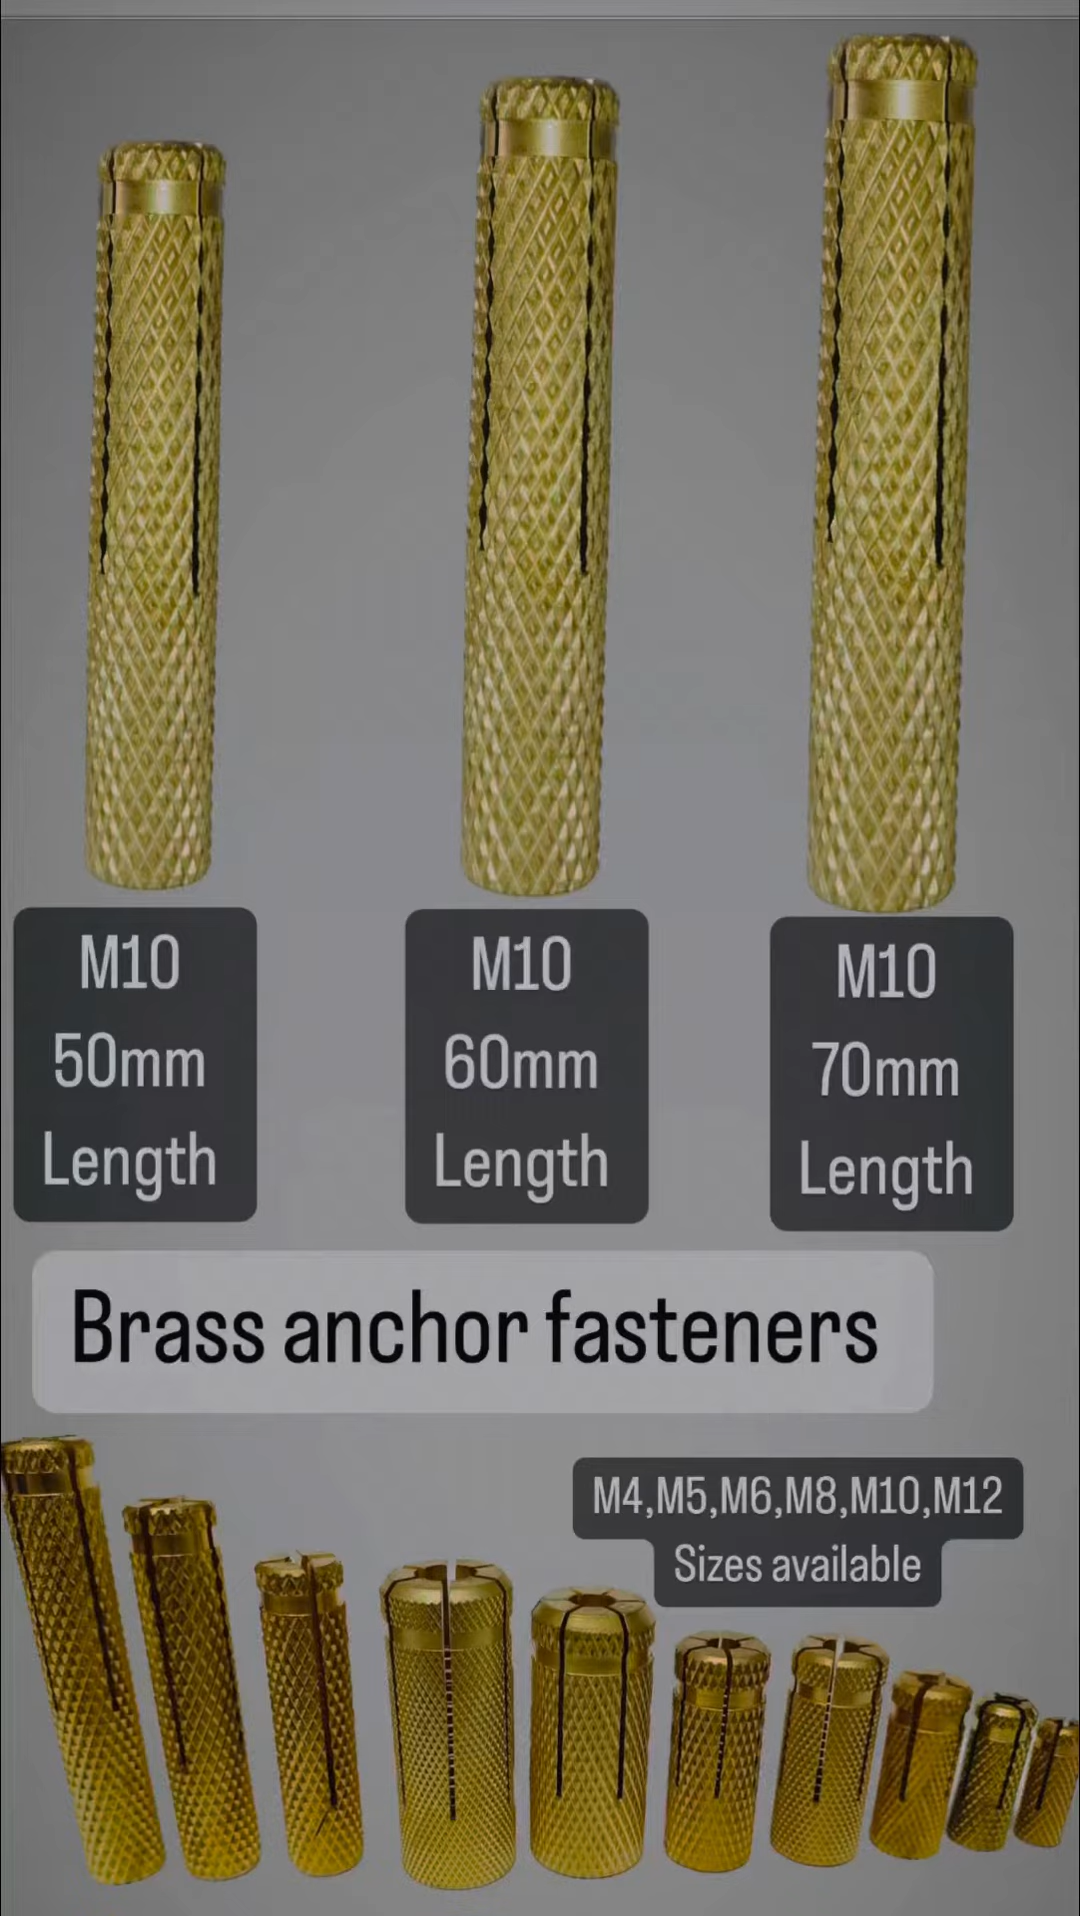 M10
50mm
Length
M10
60mm
Length
M10
70mm
Length
Brass anchor fasteners
M4,M5,M6,M8,M10,M12
Sizes available